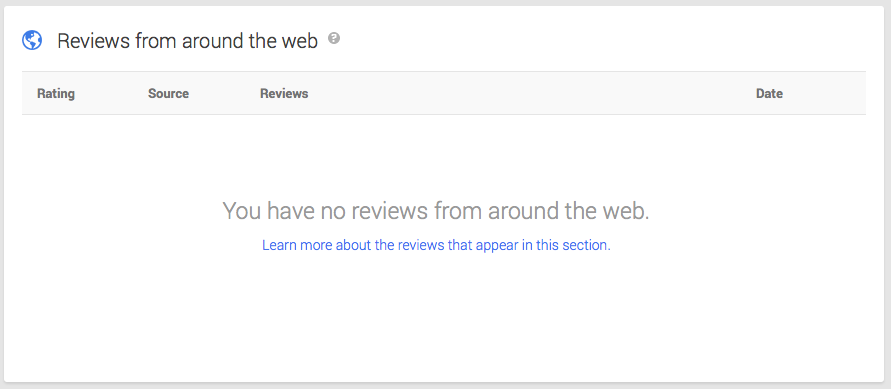 Reviews from around the web ?
Rating Source Reviews Date
You have no reviews from around the web.
Learn more about the reviews that appear in this section.